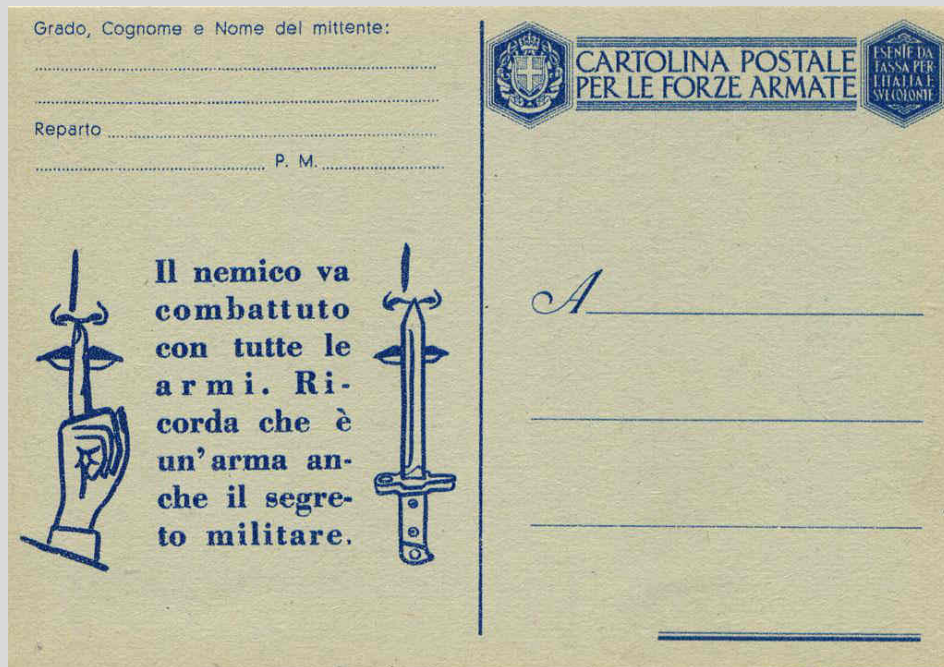 Grado, Cognome e Nome del mittente:
Reparto
P. M.
Il nemico va
combattuto
con tutte le
armi. Ri-
corda che è
un'arma an-
che il segre-
to militare.
CARTOLINA POSTALE
PER LE FORZE ARMATE
ESENTE DA
TASSA PER
L'ITALIA E
SUE COLONIE
A